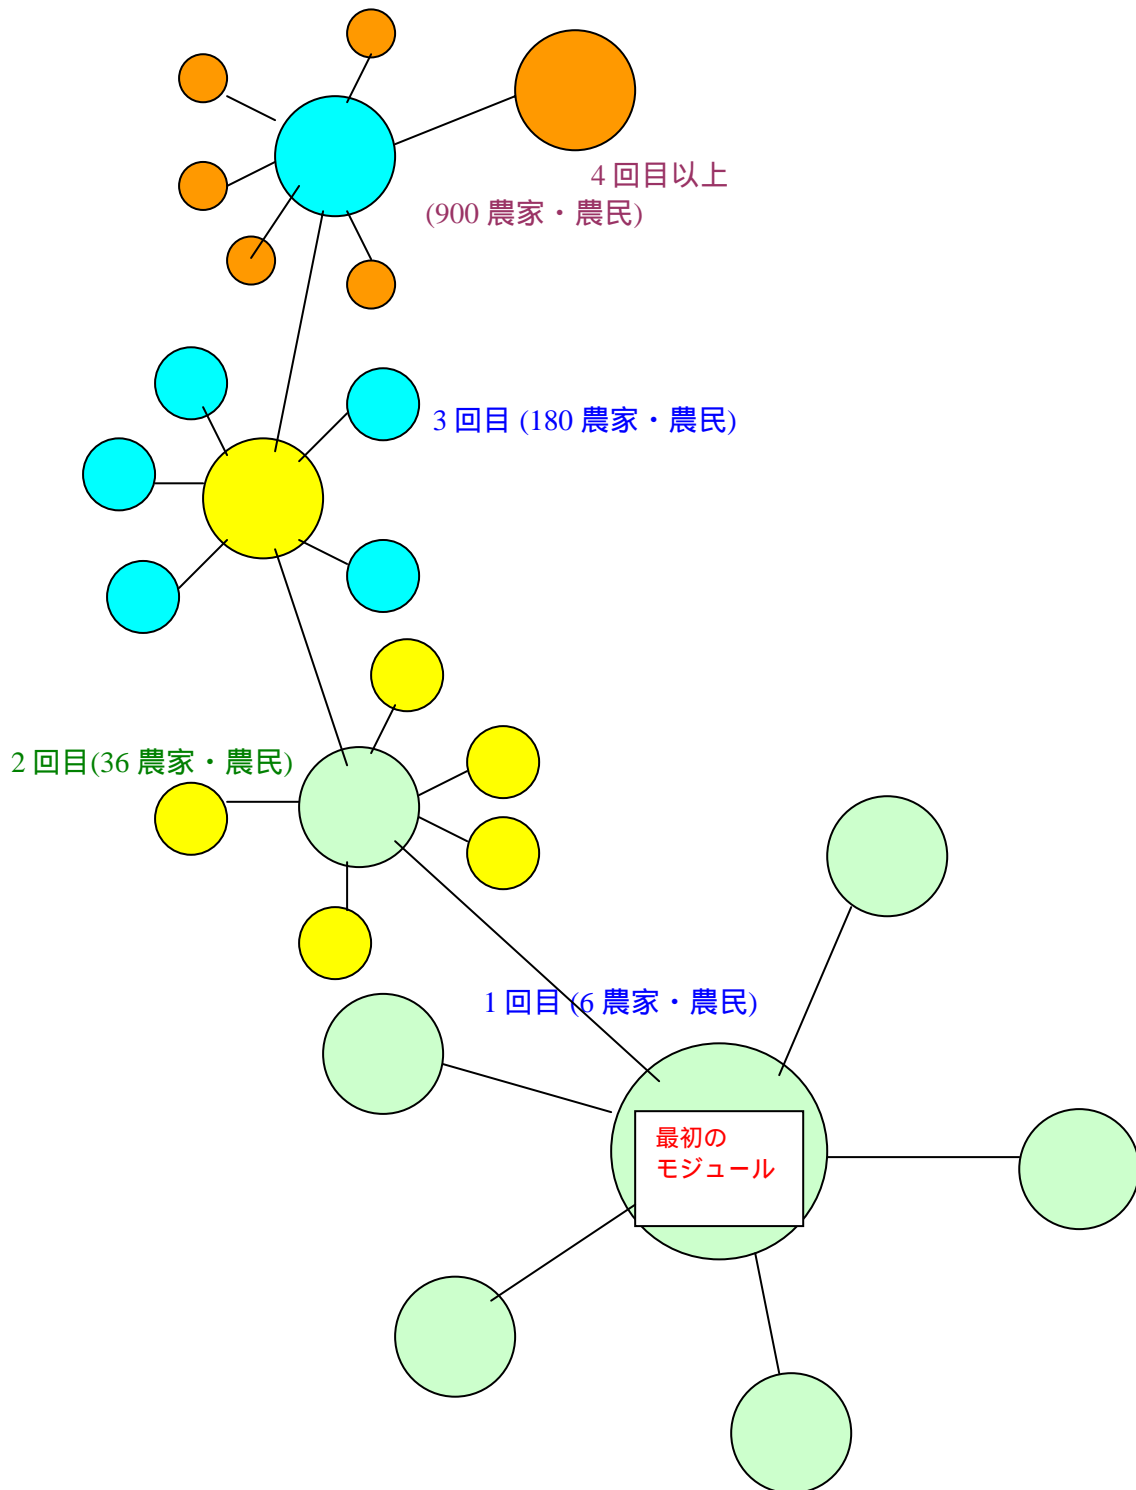 4 回目以上
(900 農家・農民)
3 回目 (180 農家・農民)
2 回目(36 農家・農民)
1 回目 (6 農家・農民)
最初の
モジュール